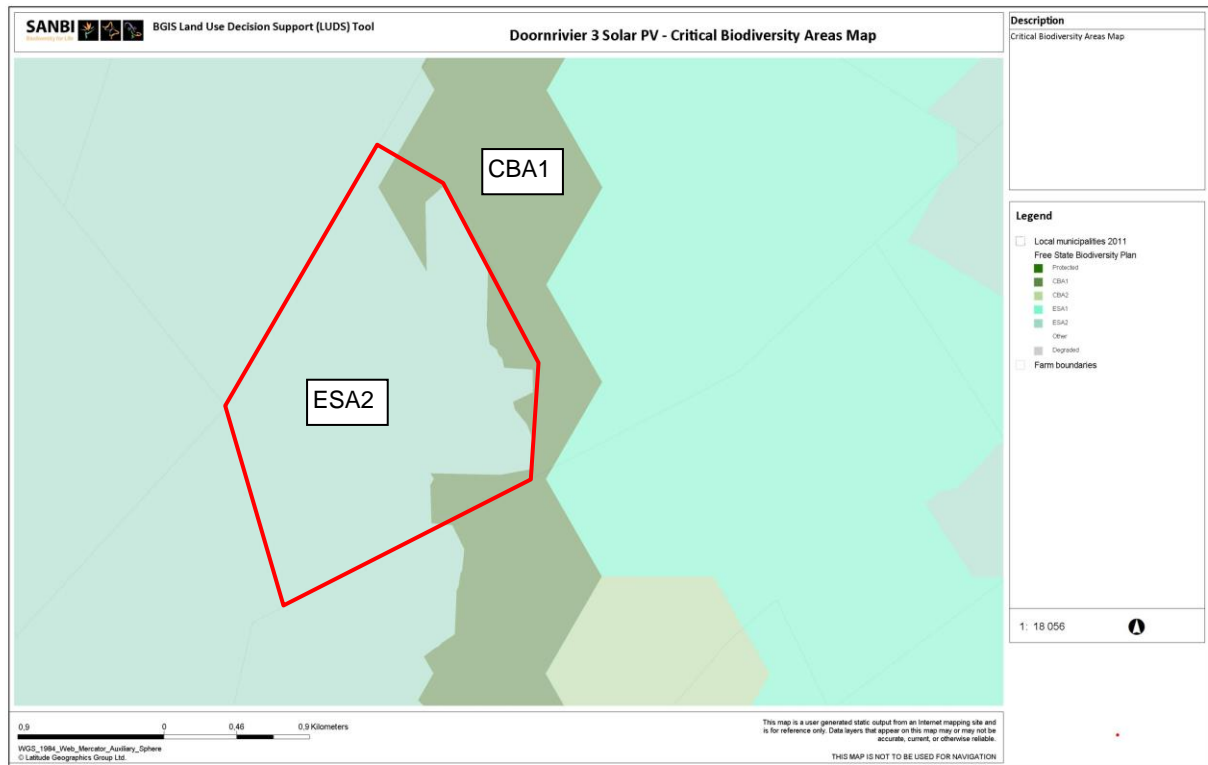 SANBI
Biodiversity for Life
BGIS Land Use Decision Support (LUDS) Tool
Doornrivier 3 Solar PV - Critical Biodiversity Areas Map
Description
Critical Biodiversity Areas Map
CBA1
ESA2
Legend
Local municipalities 2011
Free State Biodiversity Plan
Protected
CBA1
CBA2
ESA1
ESA2
Other
Degraded
Farm boundaries
1: 18 056
0,9 0 0,46 0,9 Kilometers
WGS_1984_Web_Mercator_Auxiliary_Sphere
© Latitude Geographics Group Ltd.
This map is a user generated static output from an Internet mapping site and
is for reference only. Data layers that appear on this map may or may not be
accurate, current, or otherwise reliable.
THIS MAP IS NOT TO BE USED FOR NAVIGATION